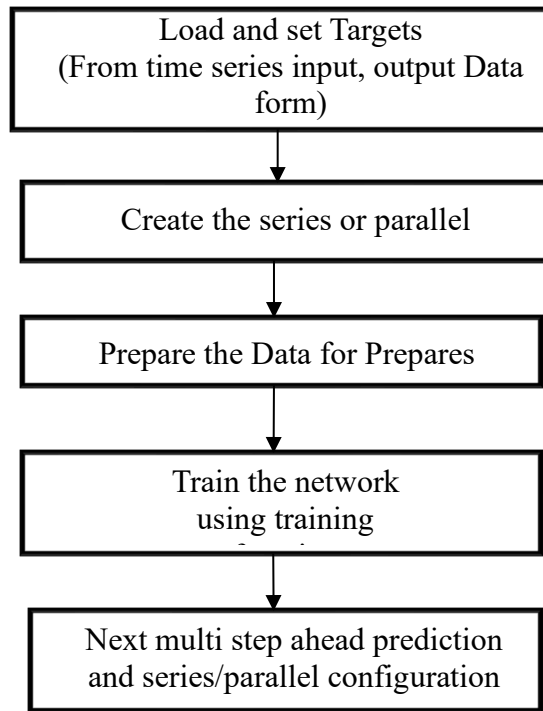 Load and set Targets
(From time series input, output Data
form)
Create the series or parallel
Prepare the Data for Prepares
Train the network
using training
Next multi step ahead prediction
and series/parallel configuration